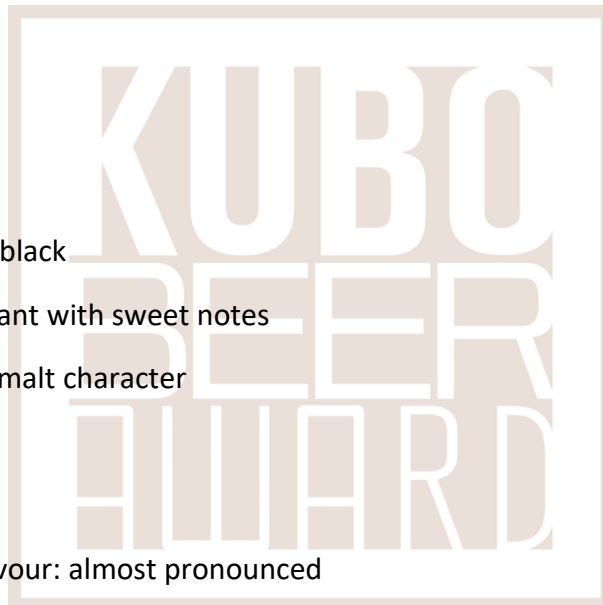 KUBO
black
BEER
ant with sweet notes
malt character
AWARD
vour: almost pronounced